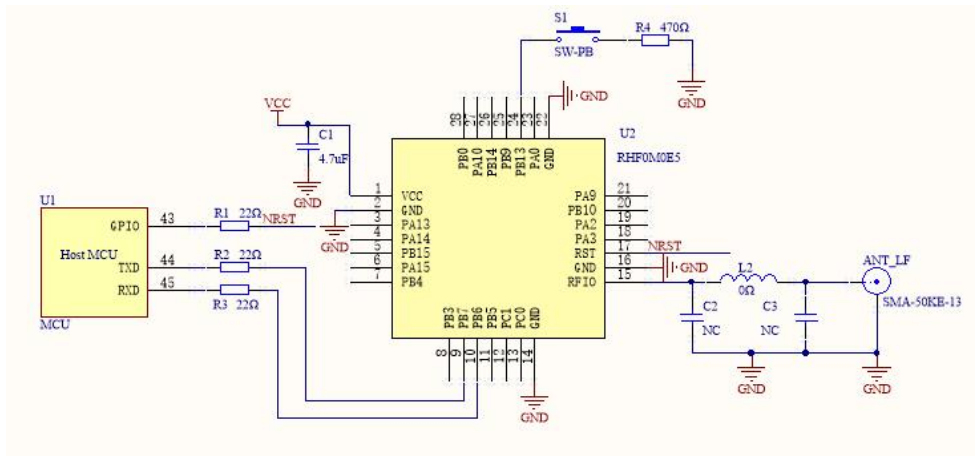 S1
SW-PB
R4 470Ω
GND
GND
VCC
C1
4.7uF
GND
28
27
26
25
24
23
22
PB0
PA10
PB14
PB9
PB13
PA0
GND
U2
RHF0M0E5
1 VCC
2 GND
3 PA13
4 PA14
5 PB15
6 PA15
7 PB4
GND
PA9 21
PB10 20
PA2 19
PA3 18
RST 17 NRST
GND 16 GND
RFIO 15
U1
GPIO 43 R1 22Ω NRST
Host MCU
TXD 44 R2 22Ω
RXD 45 R3 22Ω
MCU
PB3
PB7
PB6
PB5
PC1
PC0
GND
8
9
10
11
12
13
14
GND
L2
0Ω
C2
NC
C3
NC
GND
ANT_LF
SMA-50KE-13
GND